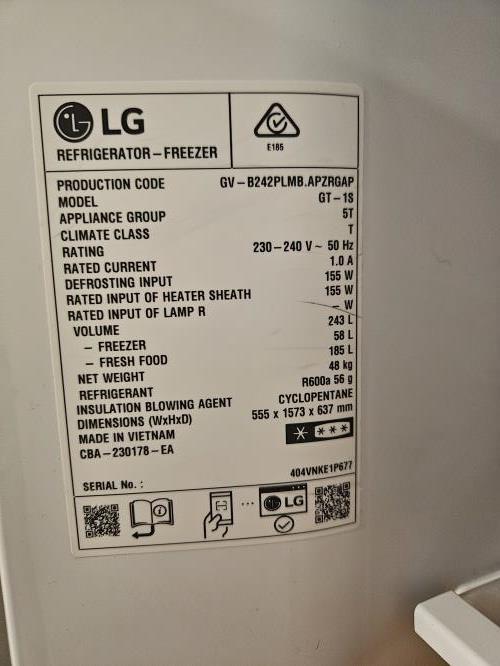 LG
REFRIGERATOR – FREEZER
E185
PRODUCTION CODE GV – B242PLMB.APZRGAP
MODEL GT – 1S
APPLIANCE GROUP 5T
CLIMATE CLASS T
RATING 230 – 240 V ~ 50 Hz
RATED CURRENT 1.0 A
DEFROSTING INPUT 155 W
RATED INPUT OF HEATER SHEATH 155 W
RATED INPUT OF LAMP R – W
VOLUME 243 L
– FREEZER 58 L
– FRESH FOOD 185 L
NET WEIGHT 48 kg
REFRIGERANT R600a 56 g
INSULATION BLOWING AGENT CYCLOPENTANE
DIMENSIONS (WxHxD) 555 x 1573 x 637 mm
MADE IN VIETNAM
CBA – 230178 – EA
SERIAL No. : 404VNKE1P677
LG